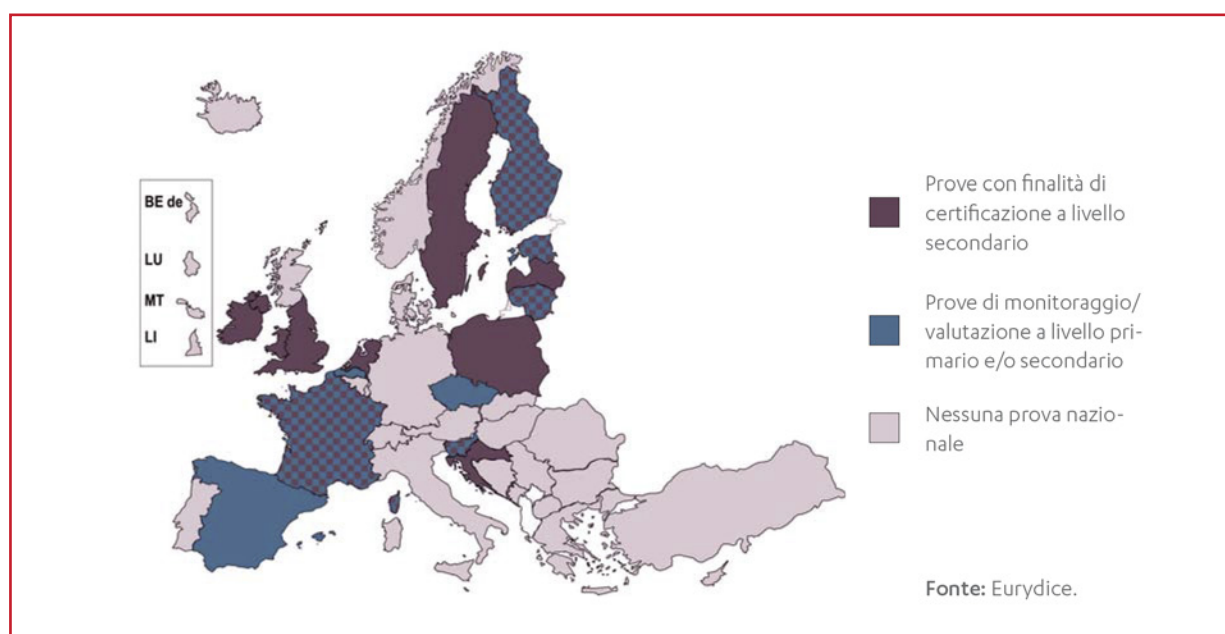 BE de
LU
MT
LI
Prove con finalità di
certificazione a livello
secondario
Prove di monitoraggio/
valutazione a livello pri-
mario e/o secondario
Nessuna prova nazio-
nale
Fonte: Eurydice.